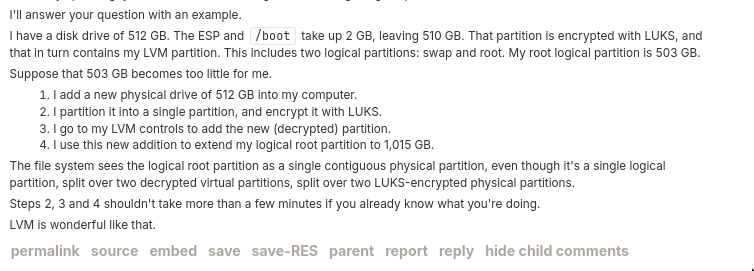 I'll answer your question with an example.
I have a disk drive of 512 GB. The ESP and /boot take up 2 GB, leaving 510 GB. That partition is encrypted with LUKS, and
that in turn contains my LVM partition. This includes two logical partitions: swap and root. My root logical partition is 503 GB.
Suppose that 503 GB becomes too little for me.
1. I add a new physical drive of 512 GB into my computer.
2. I partition it into a single partition, and encrypt it with LUKS.
3. I go to my LVM controls to add the new (decrypted) partition.
4. I use this new addition to extend my logical root partition to 1,015 GB.
The file system sees the logical root partition as a single contiguous physical partition, even though it's a single logical
partition, split over two decrypted virtual partitions, split over two LUKS-encrypted physical partitions.
Steps 2, 3 and 4 shouldn't take more than a few minutes if you already know what you're doing.
LVM is wonderful like that.
permalink source embed save save-RES parent report reply hide child comments